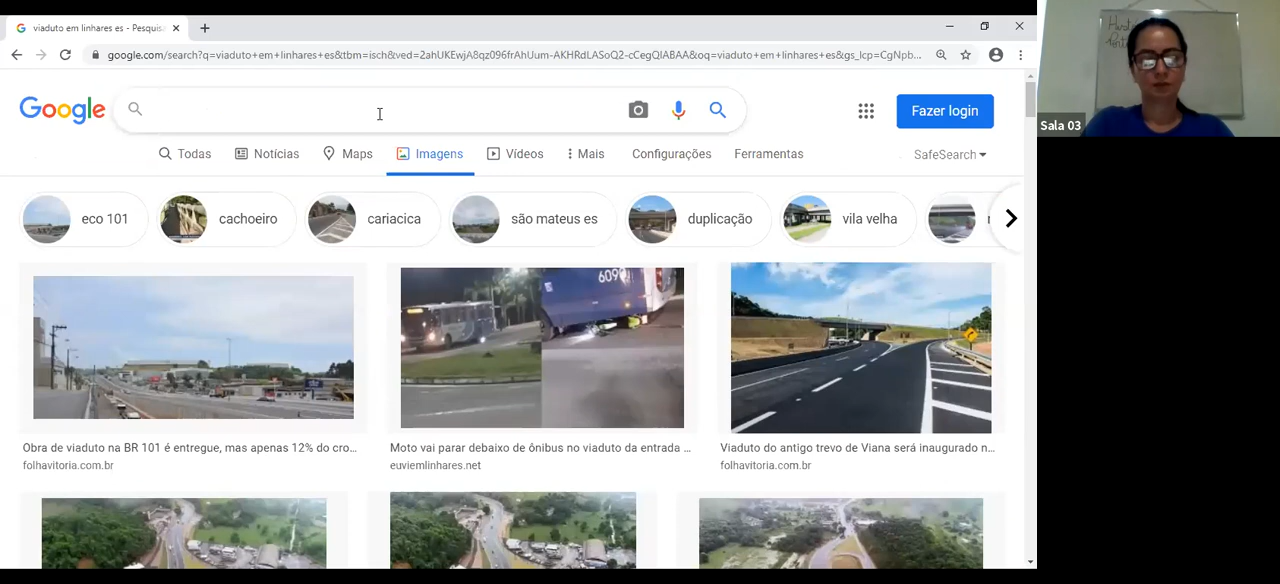 viaduto em linhares es - Pesquis
google.com/search?q=viaduto+em+linhares+es&tbm=isch&ved=2ahUKEwjA8qz096frAhUum-AKHRdLASoQ2-cCegQIABAA&oq=viaduto+em+linhares+es&gs_lcp=CgNpb...
Google
Fazer login
Todas Notícias Maps Imagens Vídeos Mais Configurações Ferramentas SafeSearch
eco 101 cachoeiro cariacica são mateus es duplicação vila velha
6090
Obra de viaduto na BR 101 é entregue, mas apenas 12% do cro... Moto vai parar debaixo de ônibus no viaduto da entrada ... Viaduto do antigo trevo de Viana será inaugurado n...
folhavitoria.com.br euviemlinhares.net folhavitoria.com.br
Sala 03